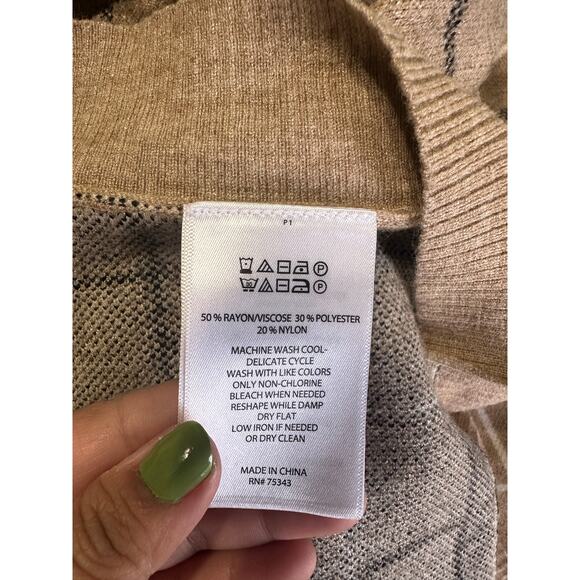 P1
50 % RAYON/VISCOSE 30 % POLYESTER
20 % NYLON
MACHINE WASH COOL-
DELICATE CYCLE
WASH WITH LIKE COLORS
ONLY NON-CHLORINE
BLEACH WHEN NEEDED
RESHAPE WHILE DAMP
DRY FLAT
LOW IRON IF NEEDED
OR DRY CLEAN
MADE IN CHINA
RN# 75343